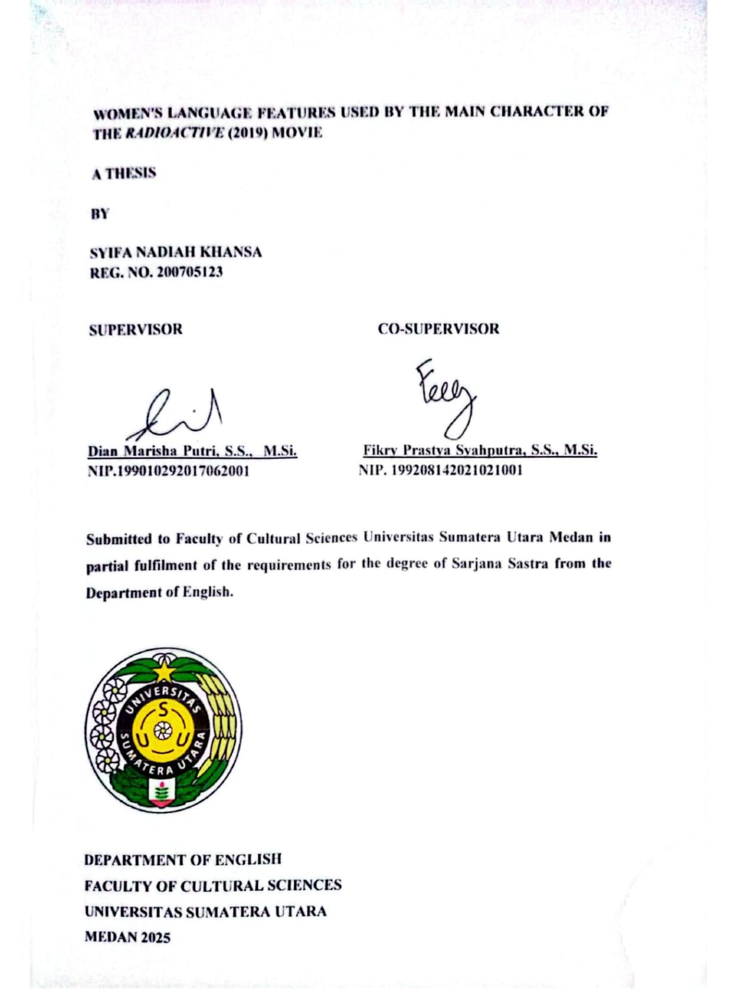 WOMEN'S LANGUAGE FEATURES USED BY THE MAIN CHARACTER OF
THE RADIOACTIVE (2019) MOVIE
A THESIS
BY
SYIFA NADIAH KHANSA
REG. NO. 200705123
SUPERVISOR
CO-SUPERVISOR
Dian Marisha Putri, S.S., M.Si.
NIP.199010292017062001
Fikry Prastya Syahputra, S.S., M.Si.
NIP. 199208142021021001
Submitted to Faculty of Cultural Sciences Universitas Sumatera Utara Medan in
partial fulfilment of the requirements for the degree of Sarjana Sastra from the
Department of English.
UNIVERSITAS
SUMATERA UTARA
USU
DEPARTMENT OF ENGLISH
FACULTY OF CULTURAL SCIENCES
UNIVERSITAS SUMATERA UTARA
MEDAN 2025